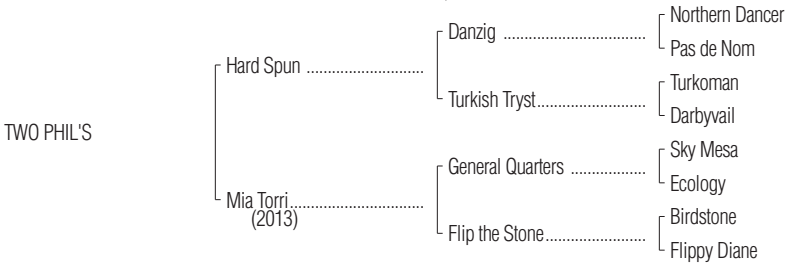 Northern Dancer
Danzig ................................
Pas de Nom
Hard Spun ..........................
Turkoman
Turkish Tryst........................
Darbyvail
TWO PHIL'S
Sky Mesa
General Quarters .................
Ecology
Mia Torri..............................
(2013)
Birdstone
Flip the Stone.......................
Flippy Diane